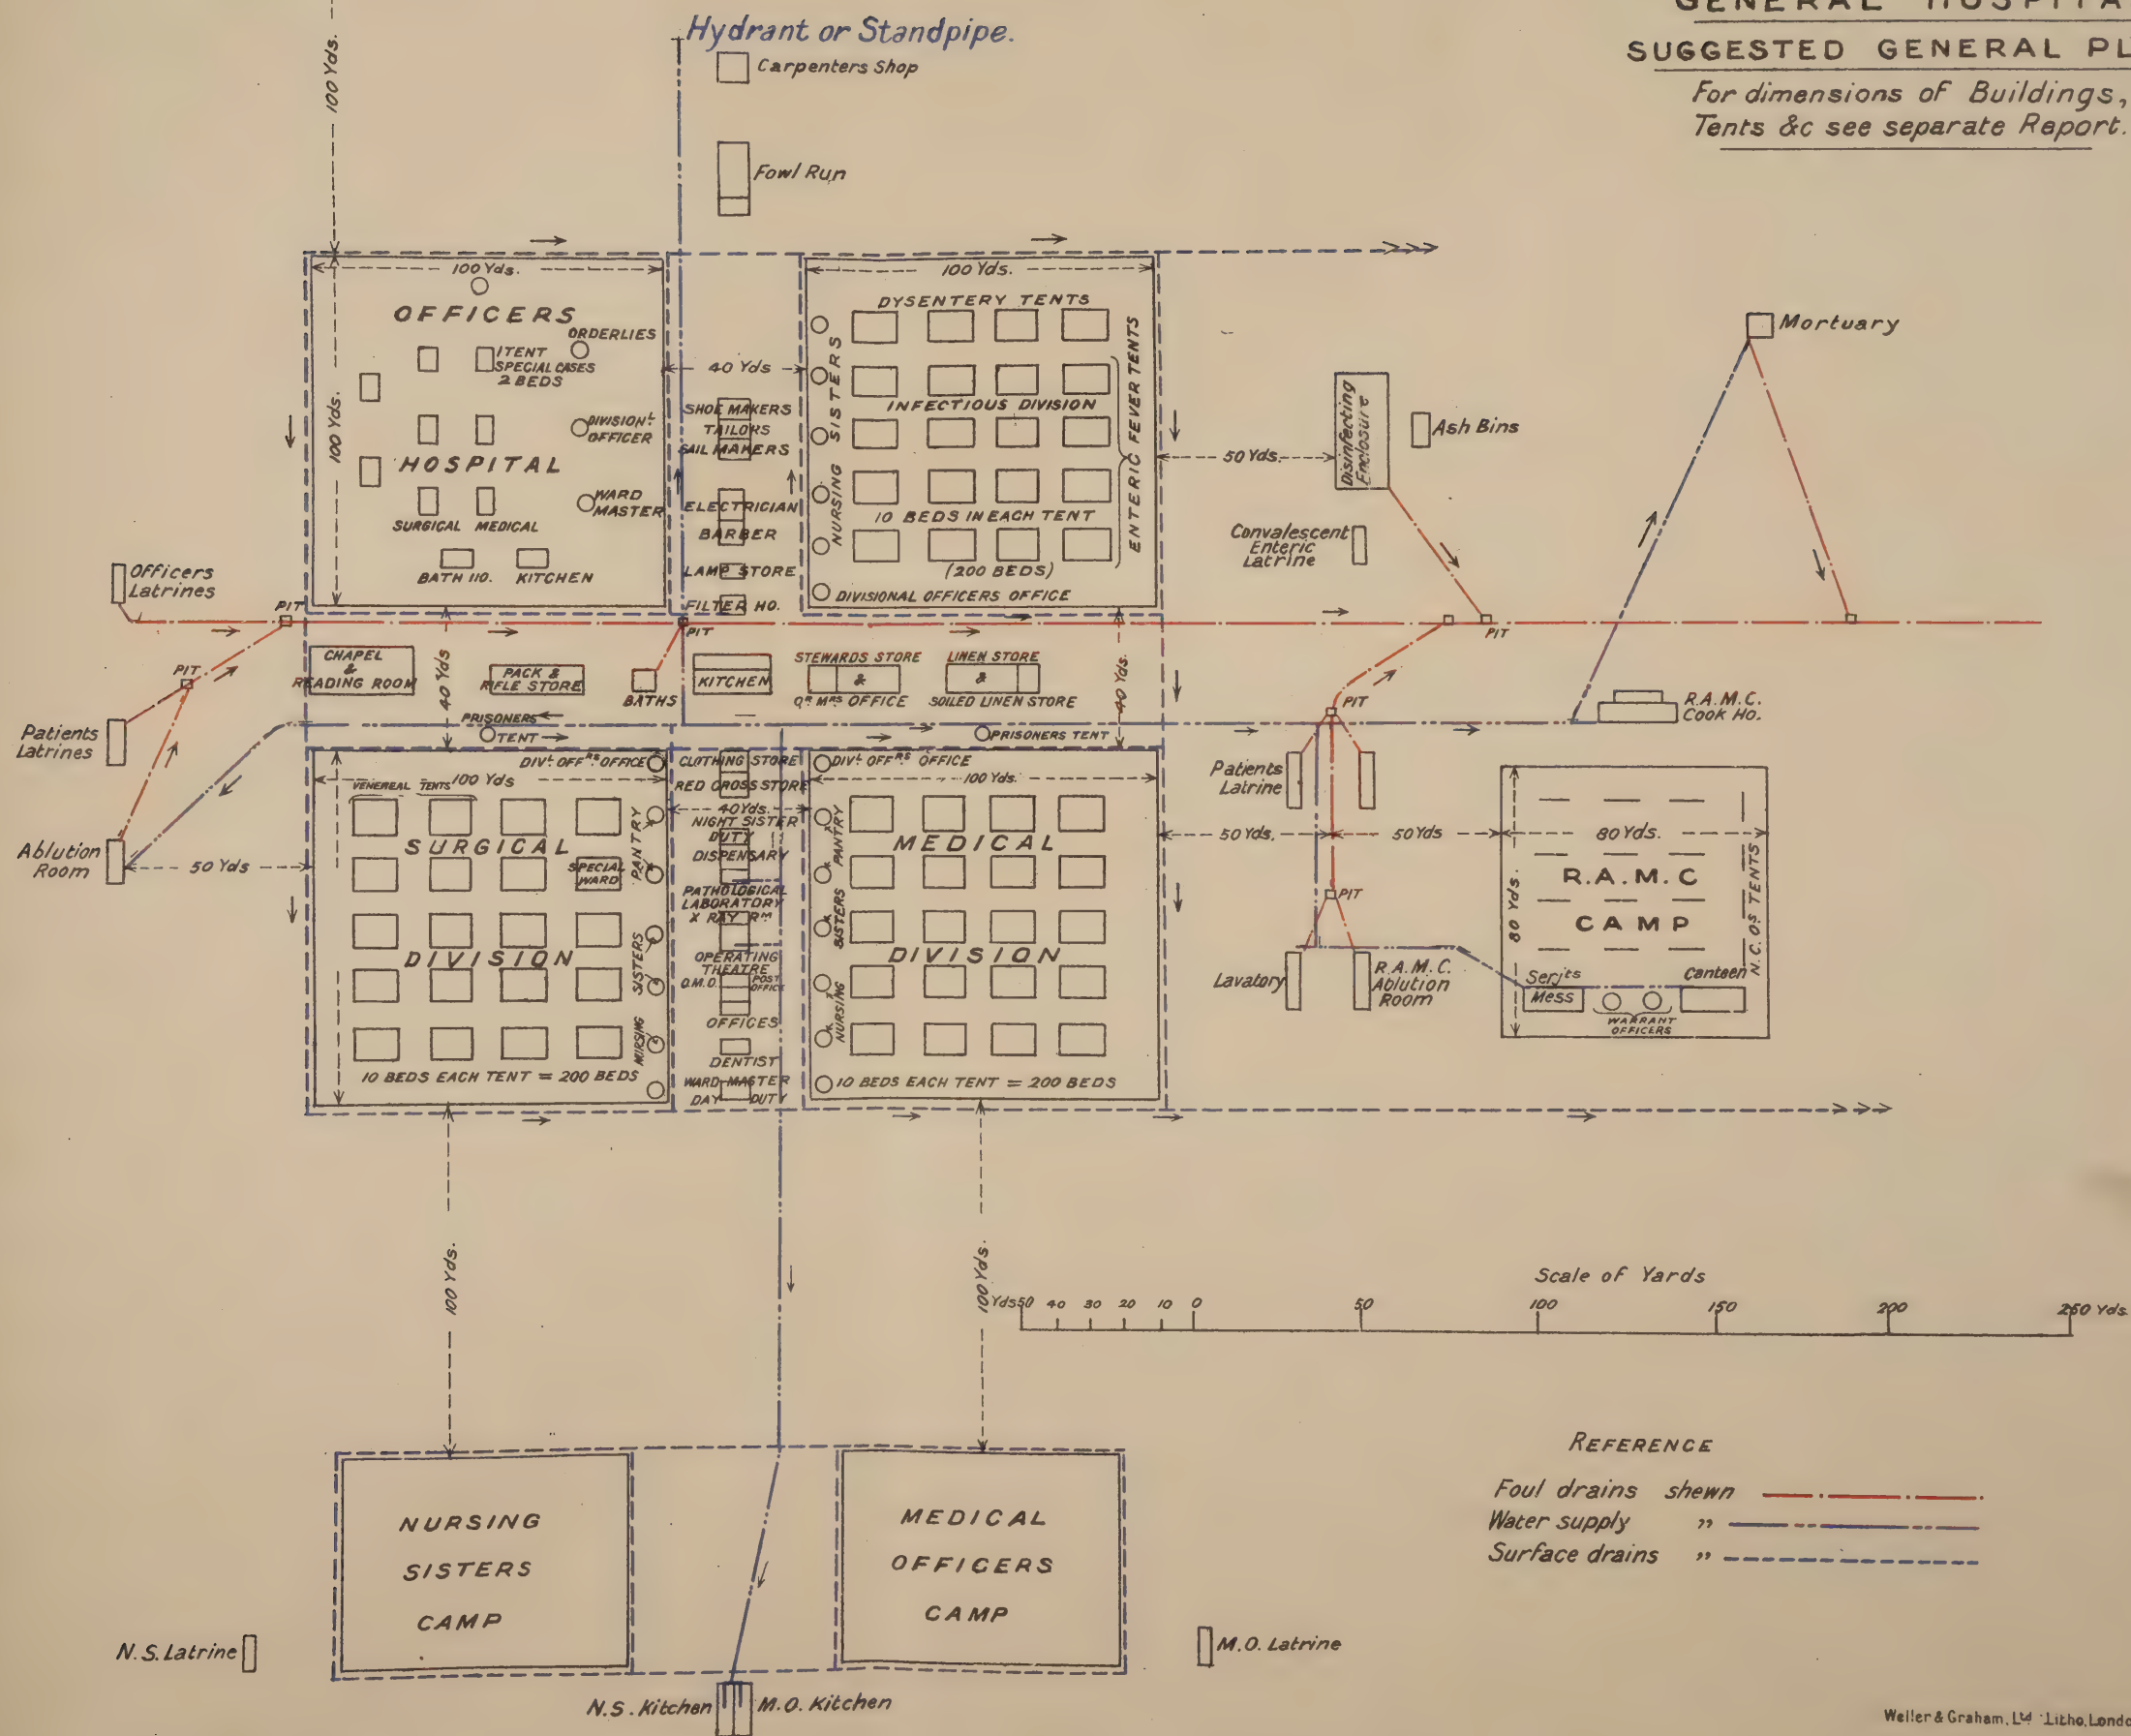 GENERAL HOSPITA
SUGGESTED GENERAL PL
For dimensions of Buildings,
Tents &c see separate Report.
Hydrant or Standpipe.
Carpenters Shop
Fowl Run
100 Yds.
100 Yds.
100 Yds.
OFFICERS
ORDERLIES
1 TENT
SPECIAL CASES
2 BEDS
DIVISION.L
OFFICER
HOSPITAL
WARD
MASTER
SURGICAL MEDICAL
BATH HO. KITCHEN
100 Yds.
40 Yds
SHOE MAKERS
TAILORS
SAIL MAKERS
ELECTRICIAN
BARBER
LAMP STORE
FILTER HO.
100 Yds.
DYSENTERY TENTS
NURSING SISTERS
INFECTIOUS DIVISION
ENTERIC FEVER TENTS
10 BEDS IN EACH TENT
(200 BEDS)
DIVISIONAL OFFICERS OFFICE
50 Yds.
Disinfecting
Enclosure
Ash Bins
Mortuary
Convalescent
Enteric
Latrine
Officers
Latrines
PIT
PIT
PIT
PIT
Patients
Latrines
CHAPEL
&
READING ROOM
40 Yds
PACK &
RIFLE STORE
BATHS
KITCHEN
STEWARDS STORE
&
QR MRS OFFICE
LINEN STORE
&
SOILED LINEN STORE
40 Yds.
PIT
R.A.M.C.
Cook Ho.
PRISONERS
TENT
PRISONERS TENT
Ablution
Room
50 Yds
DIVL OFFRS OFFICE
VENEREAL TENTS
100 Yds
SURGICAL
SPECIAL
WARD
PANTRY
DIVISION
NURSING SISTERS
10 BEDS EACH TENT = 200 BEDS
CLOTHING STORE
RED CROSS STORE
40 Yds.
NIGHT SISTER
DUTY
DISPENSARY
PATHOLOGICAL
LABORATORY
X RAY RM
OPERATING
THEATRE
O.M.O.
POST
OFFICE
OFFICES
DENTIST
WARD MASTER
DAY DUTY
DIVL OFFRS OFFICE
100 Yds.
PANTRY
MEDICAL
NURSING SISTERS
DIVISION
10 BEDS EACH TENT = 200 BEDS
Patients
Latrine
50 Yds.
50 Yds
PIT
Lavatory
R.A.M.C.
Ablution
Room
80 Yds.
80 Yds.
R.A.M.C
CAMP
N.C.O's TENTS
Serjts
Mess
Canteen
WARRANT
OFFICERS
100 Yds.
100 Yds.
Scale of Yards
Yds 50 40 30 20 10 0 50 100 150 200 250 Yds
REFERENCE
Foul drains shewn
Water supply "
Surface drains "
NURSING
SISTERS
CAMP
MEDICAL
OFFICERS
CAMP
N.S. Latrine
M.O. Latrine
N.S. Kitchen
M.O. Kitchen
Weller & Graham, Ltd Litho, Londo